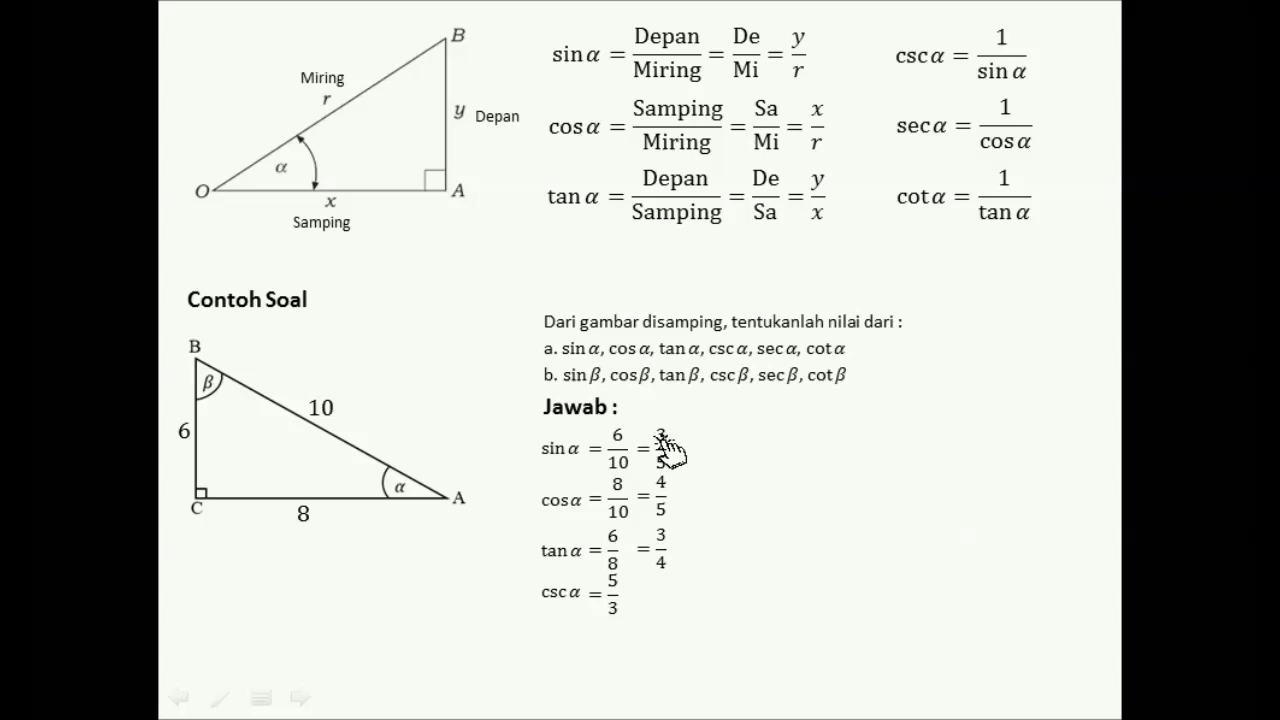 B
Miring
r
y Depan
α
O
A
x
Samping
sin α = Depan/Miring = De/Mi = y/r
csc α = 1/sin α
cos α = Samping/Miring = Sa/Mi = x/r
sec α = 1/cos α
tan α = Depan/Samping = De/Sa = y/x
cot α = 1/tan α
Contoh Soal
B
β
10
6
α
A
C
8
Dari gambar disamping, tentukanlah nilai dari :
a. sin α, cos α, tan α, csc α, sec α, cot α
b. sin β, cos β, tan β, csc β, sec β, cot β
Jawab :
sin α = 6/10 = 3/5
cos α = 8/10 = 4/5
tan α = 6/8 = 3/4
csc α = 5/3